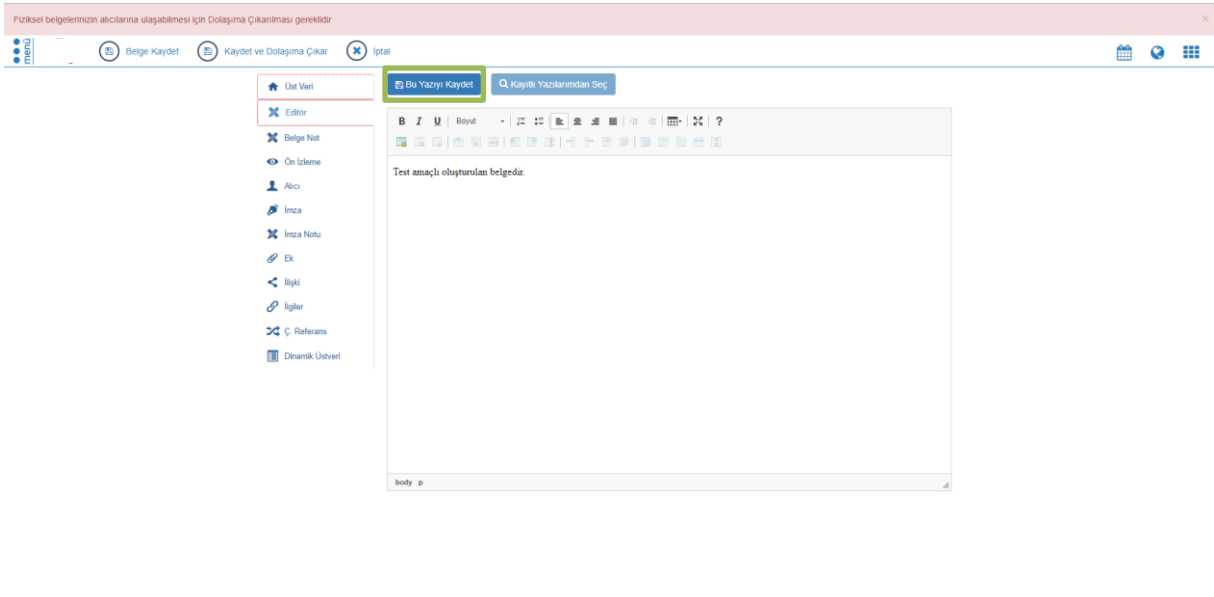 Fiziksel belgelerinizin alıcılarına ulaşabilmesi için Dolaşıma Çıkarılması gereklidir ×
menü
Belge Kaydet Kaydet ve Dolaşıma Çıkar İptal
Üst Veri
Editör
Belge Not
Ön İzleme
Alıcı
İmza
İmza Notu
Ek
İlişki
İlgiler
Ç. Referans
Dinamik Üstveri
Bu Yazıyı Kaydet Kayıtlı Yazılarımdan Seç
B I U Boyut ?
Test amaçlı oluşturulan belgedir.
body p